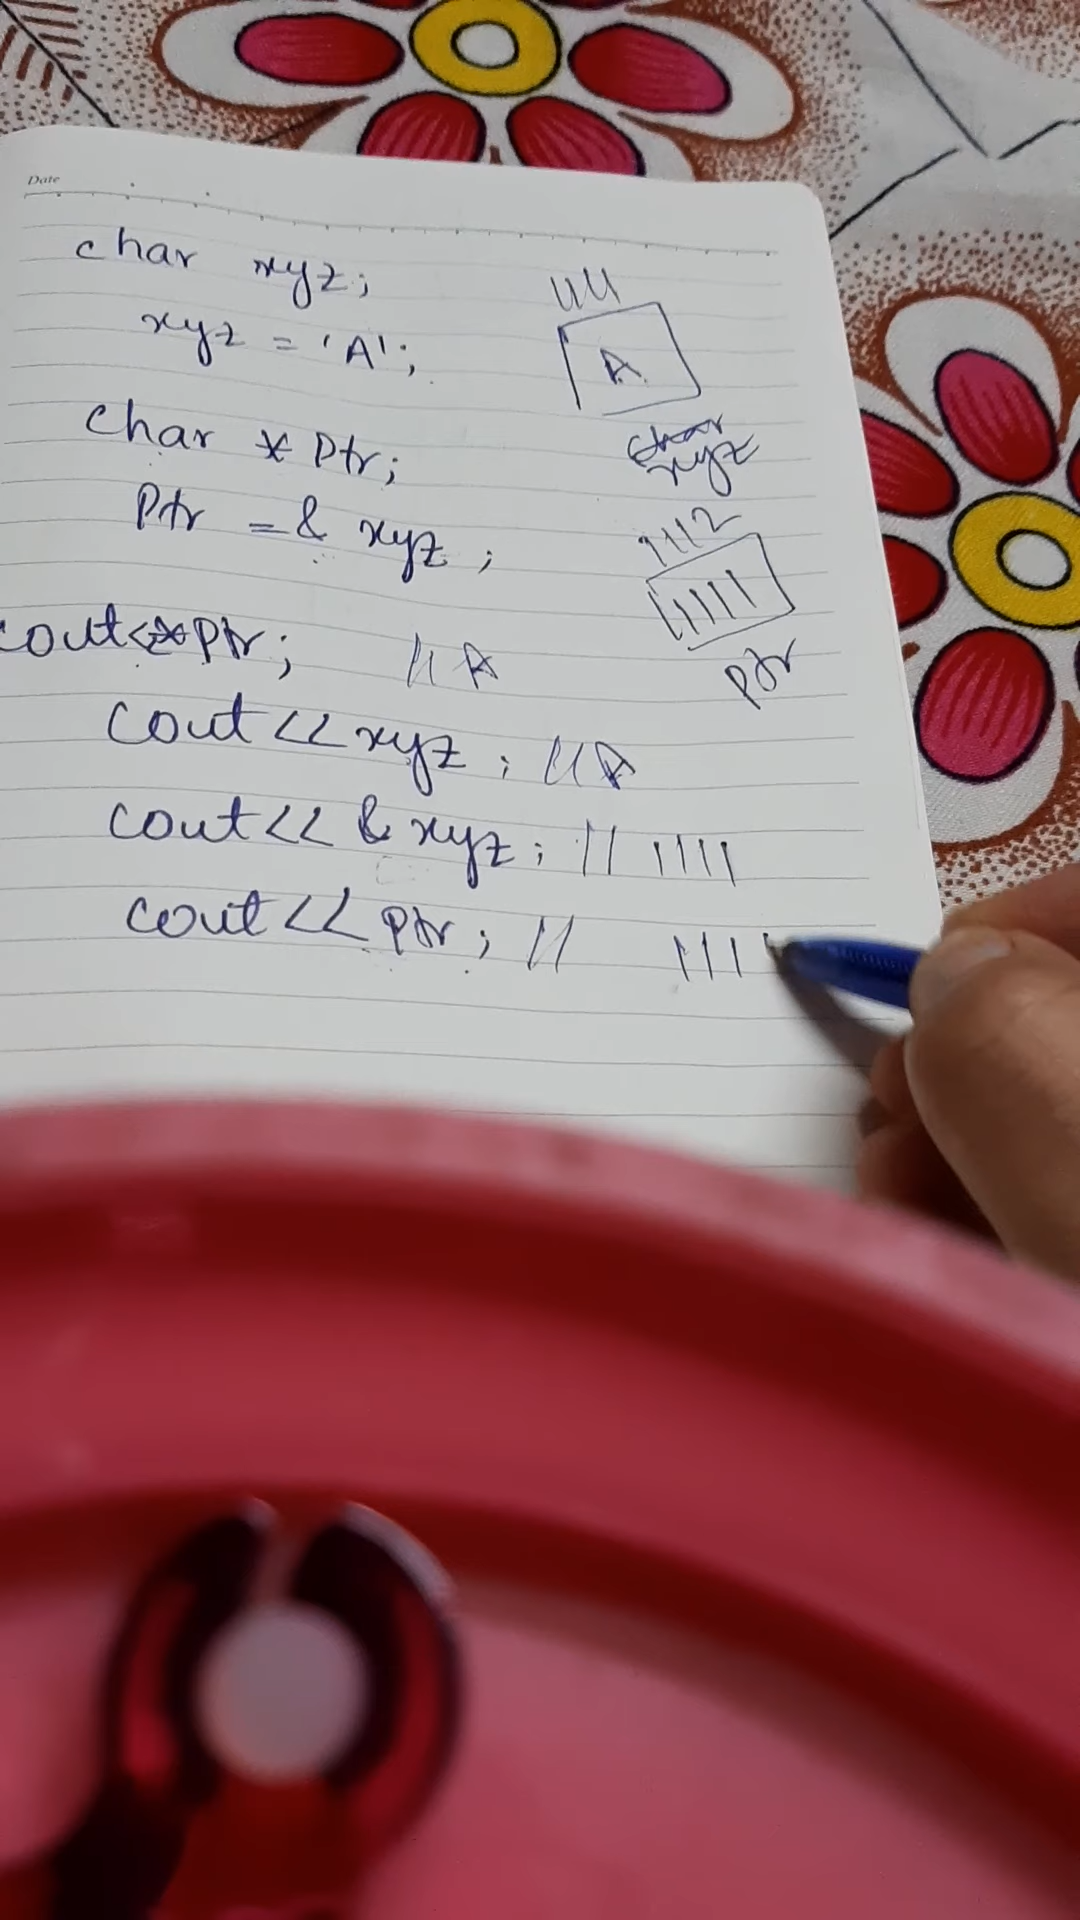 Date
char xyz;
1111
xyz = 'A';
A
char * Ptr;
char
xyz
Ptr = & xyz ;
1112
1111
ptr
cout<<*Ptr; // A
cout << xyz ; // A
cout << & xyz ; // 1111
cout << Ptr ; // 111